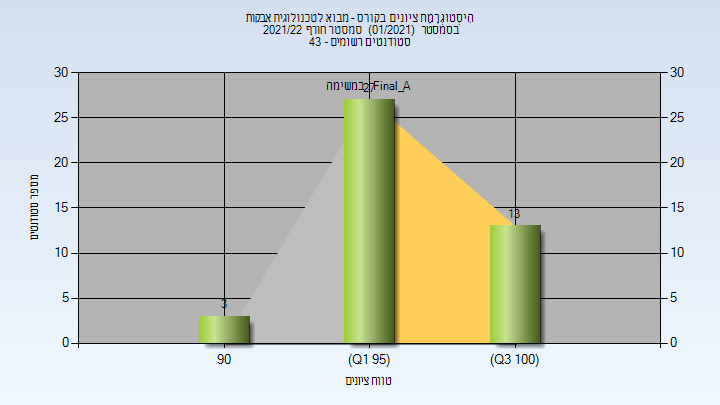 היסטוגרמת ציונים בקורס - מבוא לטכנולוגית אבקות
בסמסטר (01/2021) סמסטר חורף 2021/22
סטודנטים רשומים - 43
במשימה Final_A
30
25
20
15
10
5
0
30
25
20
15
10
5
0
מספר סטודנטים
3
27
13
90
(Q1 95)
(Q3 100)
טווח ציונים